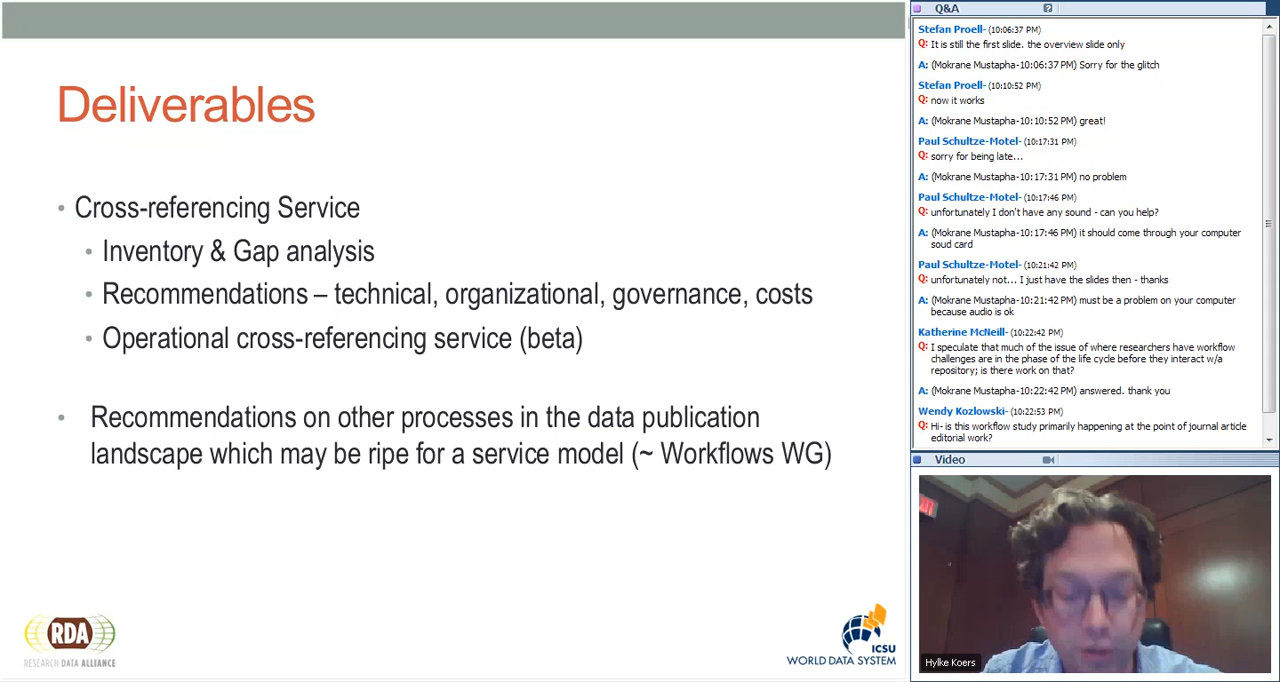 Deliverables
• Cross-referencing Service
• Inventory & Gap analysis
• Recommendations – technical, organizational, governance, costs
• Operational cross-referencing service (beta)
• Recommendations on other processes in the data publication
landscape which may be ripe for a service model (~ Workflows WG)
RDA
RESEARCH DATA ALLIANCE
ICSU
WORLD DATA SYSTEM
Q&A
?
Stefan Proell- (10:06:37 PM)
Q: It is still the first slide. the overview slide only
A: (Mokrane Mustapha-10:06:37 PM) Sorry for the glitch
Stefan Proell- (10:10:52 PM)
Q: now it works
A: (Mokrane Mustapha-10:10:52 PM) great!
Paul Schultze-Motel- (10:17:31 PM)
Q: sorry for being late...
A: (Mokrane Mustapha-10:17:31 PM) no problem
Paul Schultze-Motel- (10:17:46 PM)
Q: unfortunately I don't have any sound - can you help?
A: (Mokrane Mustapha-10:17:46 PM) it should come through your computer
soud card
Paul Schultze-Motel- (10:21:42 PM)
Q: unfortunately not... I just have the slides then - thanks
A: (Mokrane Mustapha-10:21:42 PM) must be a problem on your computer
because audio is ok
Katherine McNeill- (10:22:42 PM)
Q: I speculate that much of the issue of where researchers have workflow
challenges are in the phase of the life cycle before they interact w/a
repository; is there work on that?
A: (Mokrane Mustapha-10:22:42 PM) answered. thank you
Wendy Kozlowski- (10:22:53 PM)
Q: Hi- is this workflow study primarily happening at the point of journal article
editorial work?
Video
Hylke Koers